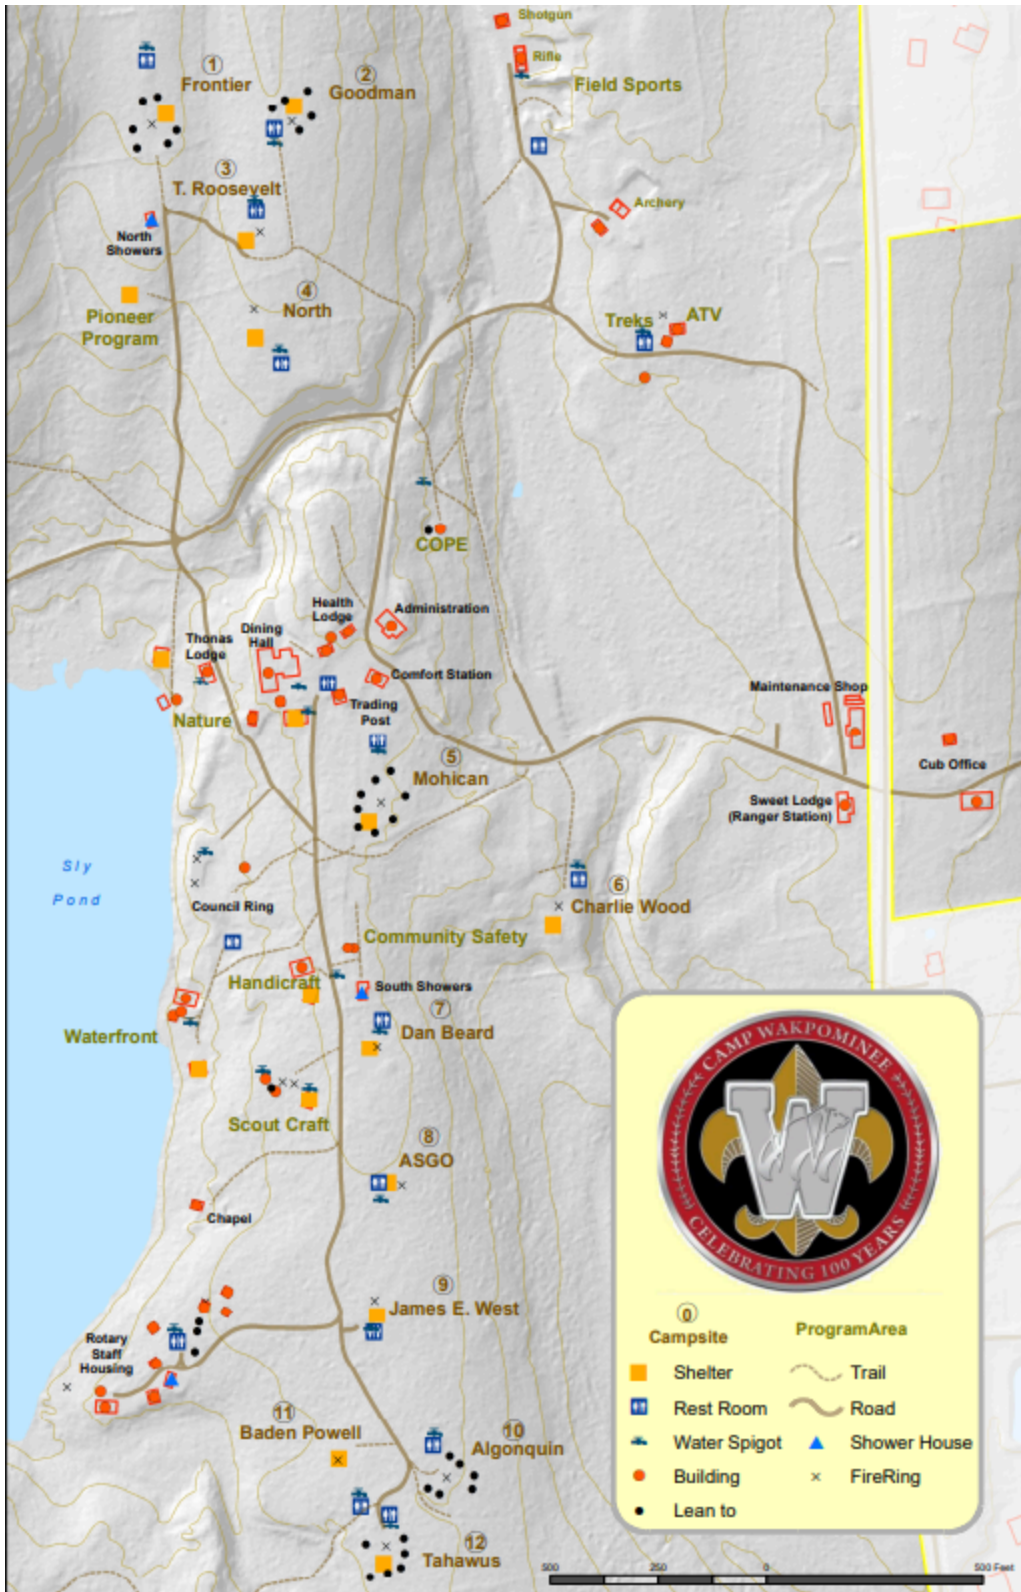 Shotgun
Rifle
Field Sports
1
Frontier
2
Goodman
3
T. Roosevelt
Archery
North
Showers
4
North
Pioneer
Program
Treks
ATV
COPE
Health
Lodge
Administration
Dining
Hall
Thonas
Lodge
Comfort Station
Maintenance Shop
Nature
Trading
Post
5
Mohican
Cub Office
Sweet Lodge
(Ranger Station)
Sly
Pond
6
Charlie Wood
Council Ring
Community Safety
Handicraft
South Showers
7
Dan Beard
Waterfront
Scout Craft
8
ASGO
Chapel
9
James E. West
Rotary
Staff
Housing
11
Baden Powell
10
Algonquin
12
Tahawus
CAMP WAKPOMINEE
W
CELEBRATING 100 YEARS
0
Campsite
ProgramArea
Shelter
Trail
Rest Room
Road
Water Spigot
Shower House
Building
FireRing
Lean to
500 250 0 500 Feet